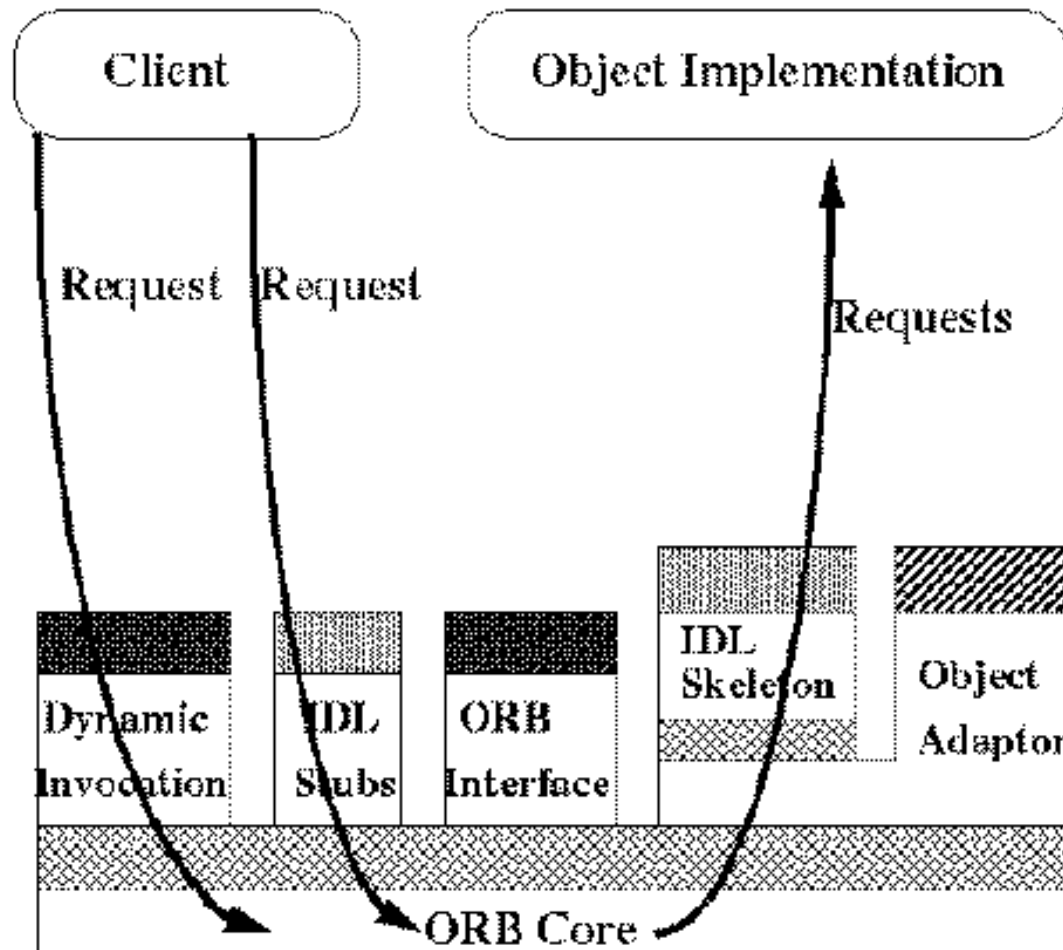 Client
Object Implementation
Request
Request
Requests
Dynamic
Invocation
IDL
Stubs
ORB
Interface
IDL
Skeleton
Object
Adaptor
ORB Core